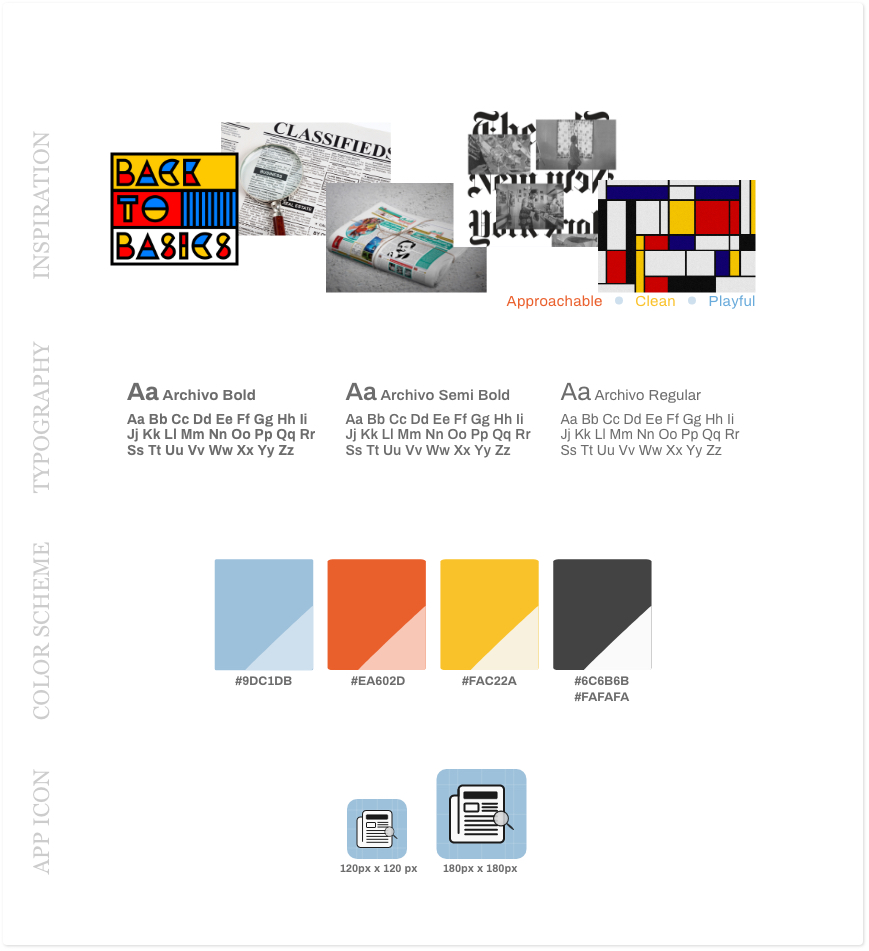 INSPIRATION
BACK
TO
BASICS
CLASSIFIEDS
BUSINESS
REAL ESTATE
The
New York
York
Approachable
Clean
Playful
TYPOGRAPHY
Aa Archivo Bold
Aa Bb Cc Dd Ee Ff Gg Hh Ii
Jj Kk Ll Mm Nn Oo Pp Qq Rr
Ss Tt Uu Vv Ww Xx Yy Zz
Aa Archivo Semi Bold
Aa Bb Cc Dd Ee Ff Gg Hh Ii
Jj Kk Ll Mm Nn Oo Pp Qq Rr
Ss Tt Uu Vv Ww Xx Yy Zz
Aa Archivo Regular
Aa Bb Cc Dd Ee Ff Gg Hh Ii
Jj Kk Ll Mm Nn Oo Pp Qq Rr
Ss Tt Uu Vv Ww Xx Yy Zz
COLOR SCHEME
#9DC1DB
#EA602D
#FAC22A
#6C6B6B
#FAFAFA
APP ICON
120px x 120 px
180px x 180px